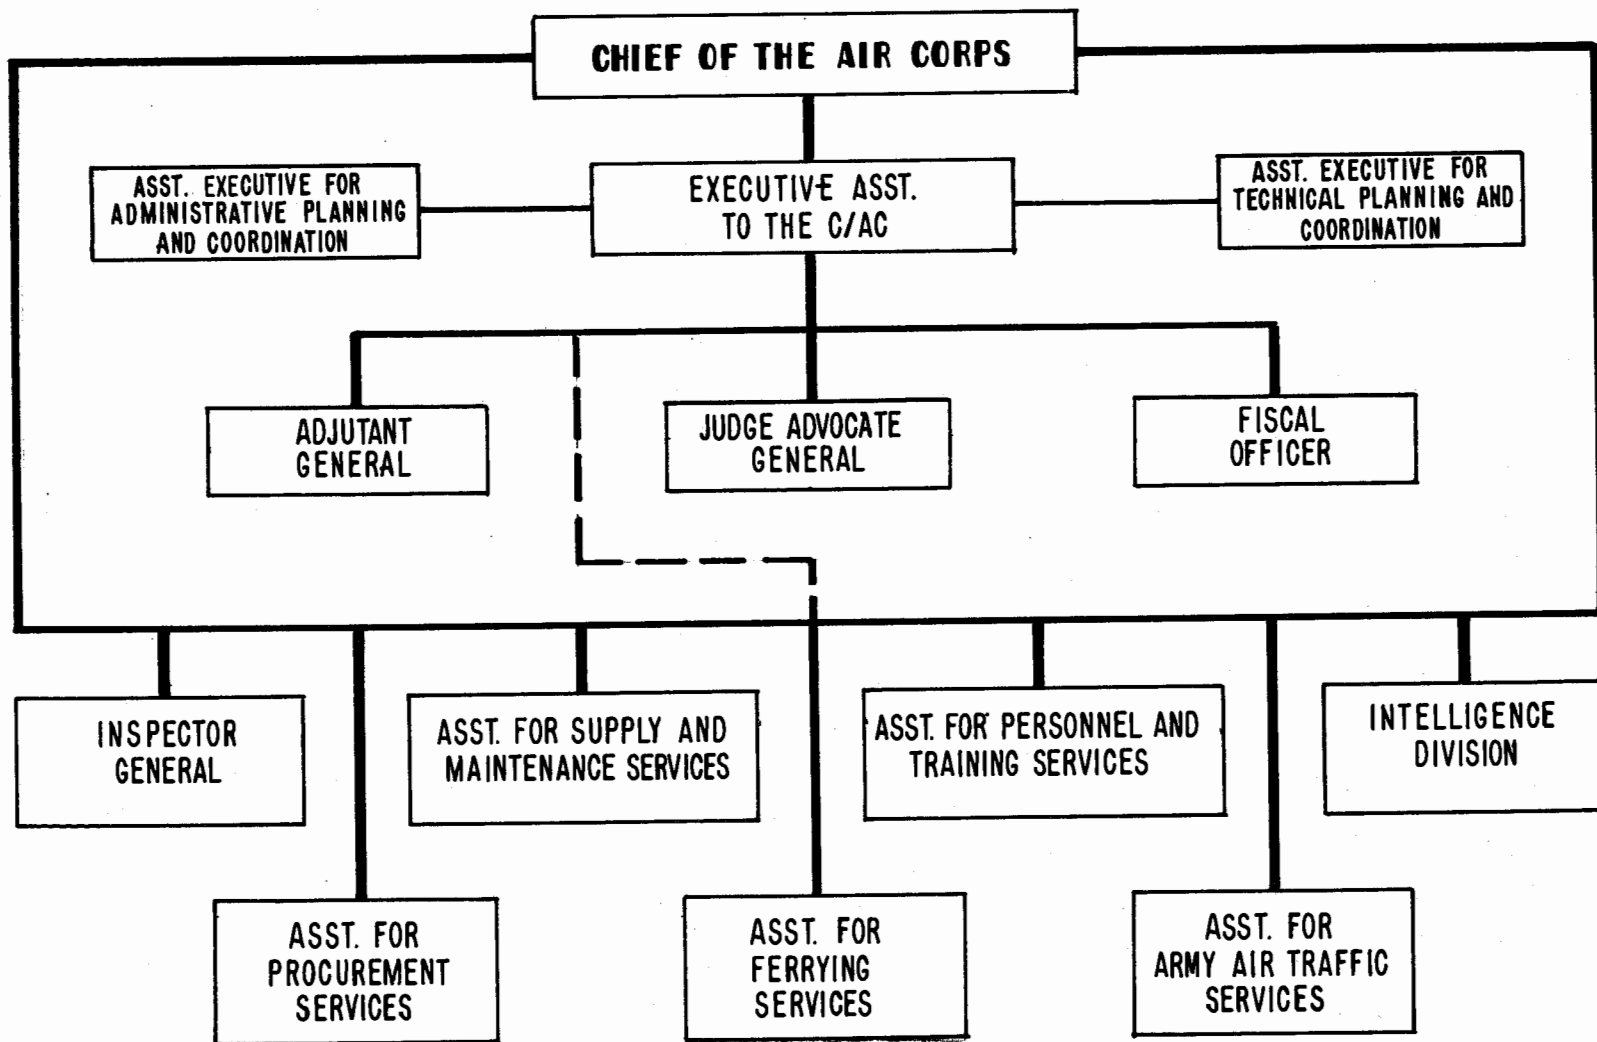 CHIEF OF THE AIR CORPS
ASST. EXECUTIVE FOR
ADMINISTRATIVE PLANNING
AND COORDINATION
EXECUTIVE ASST.
TO THE C/AC
ASST. EXECUTIVE FOR
TECHNICAL PLANNING AND
COORDINATION
ADJUTANT
GENERAL
JUDGE ADVOCATE
GENERAL
FISCAL
OFFICER
INSPECTOR
GENERAL
ASST. FOR SUPPLY AND
MAINTENANCE SERVICES
ASST. FOR PERSONNEL AND
TRAINING SERVICES
INTELLIGENCE
DIVISION
ASST. FOR
PROCUREMENT
SERVICES
ASST. FOR
FERRYING
SERVICES
ASST. FOR
ARMY AIR TRAFFIC
SERVICES